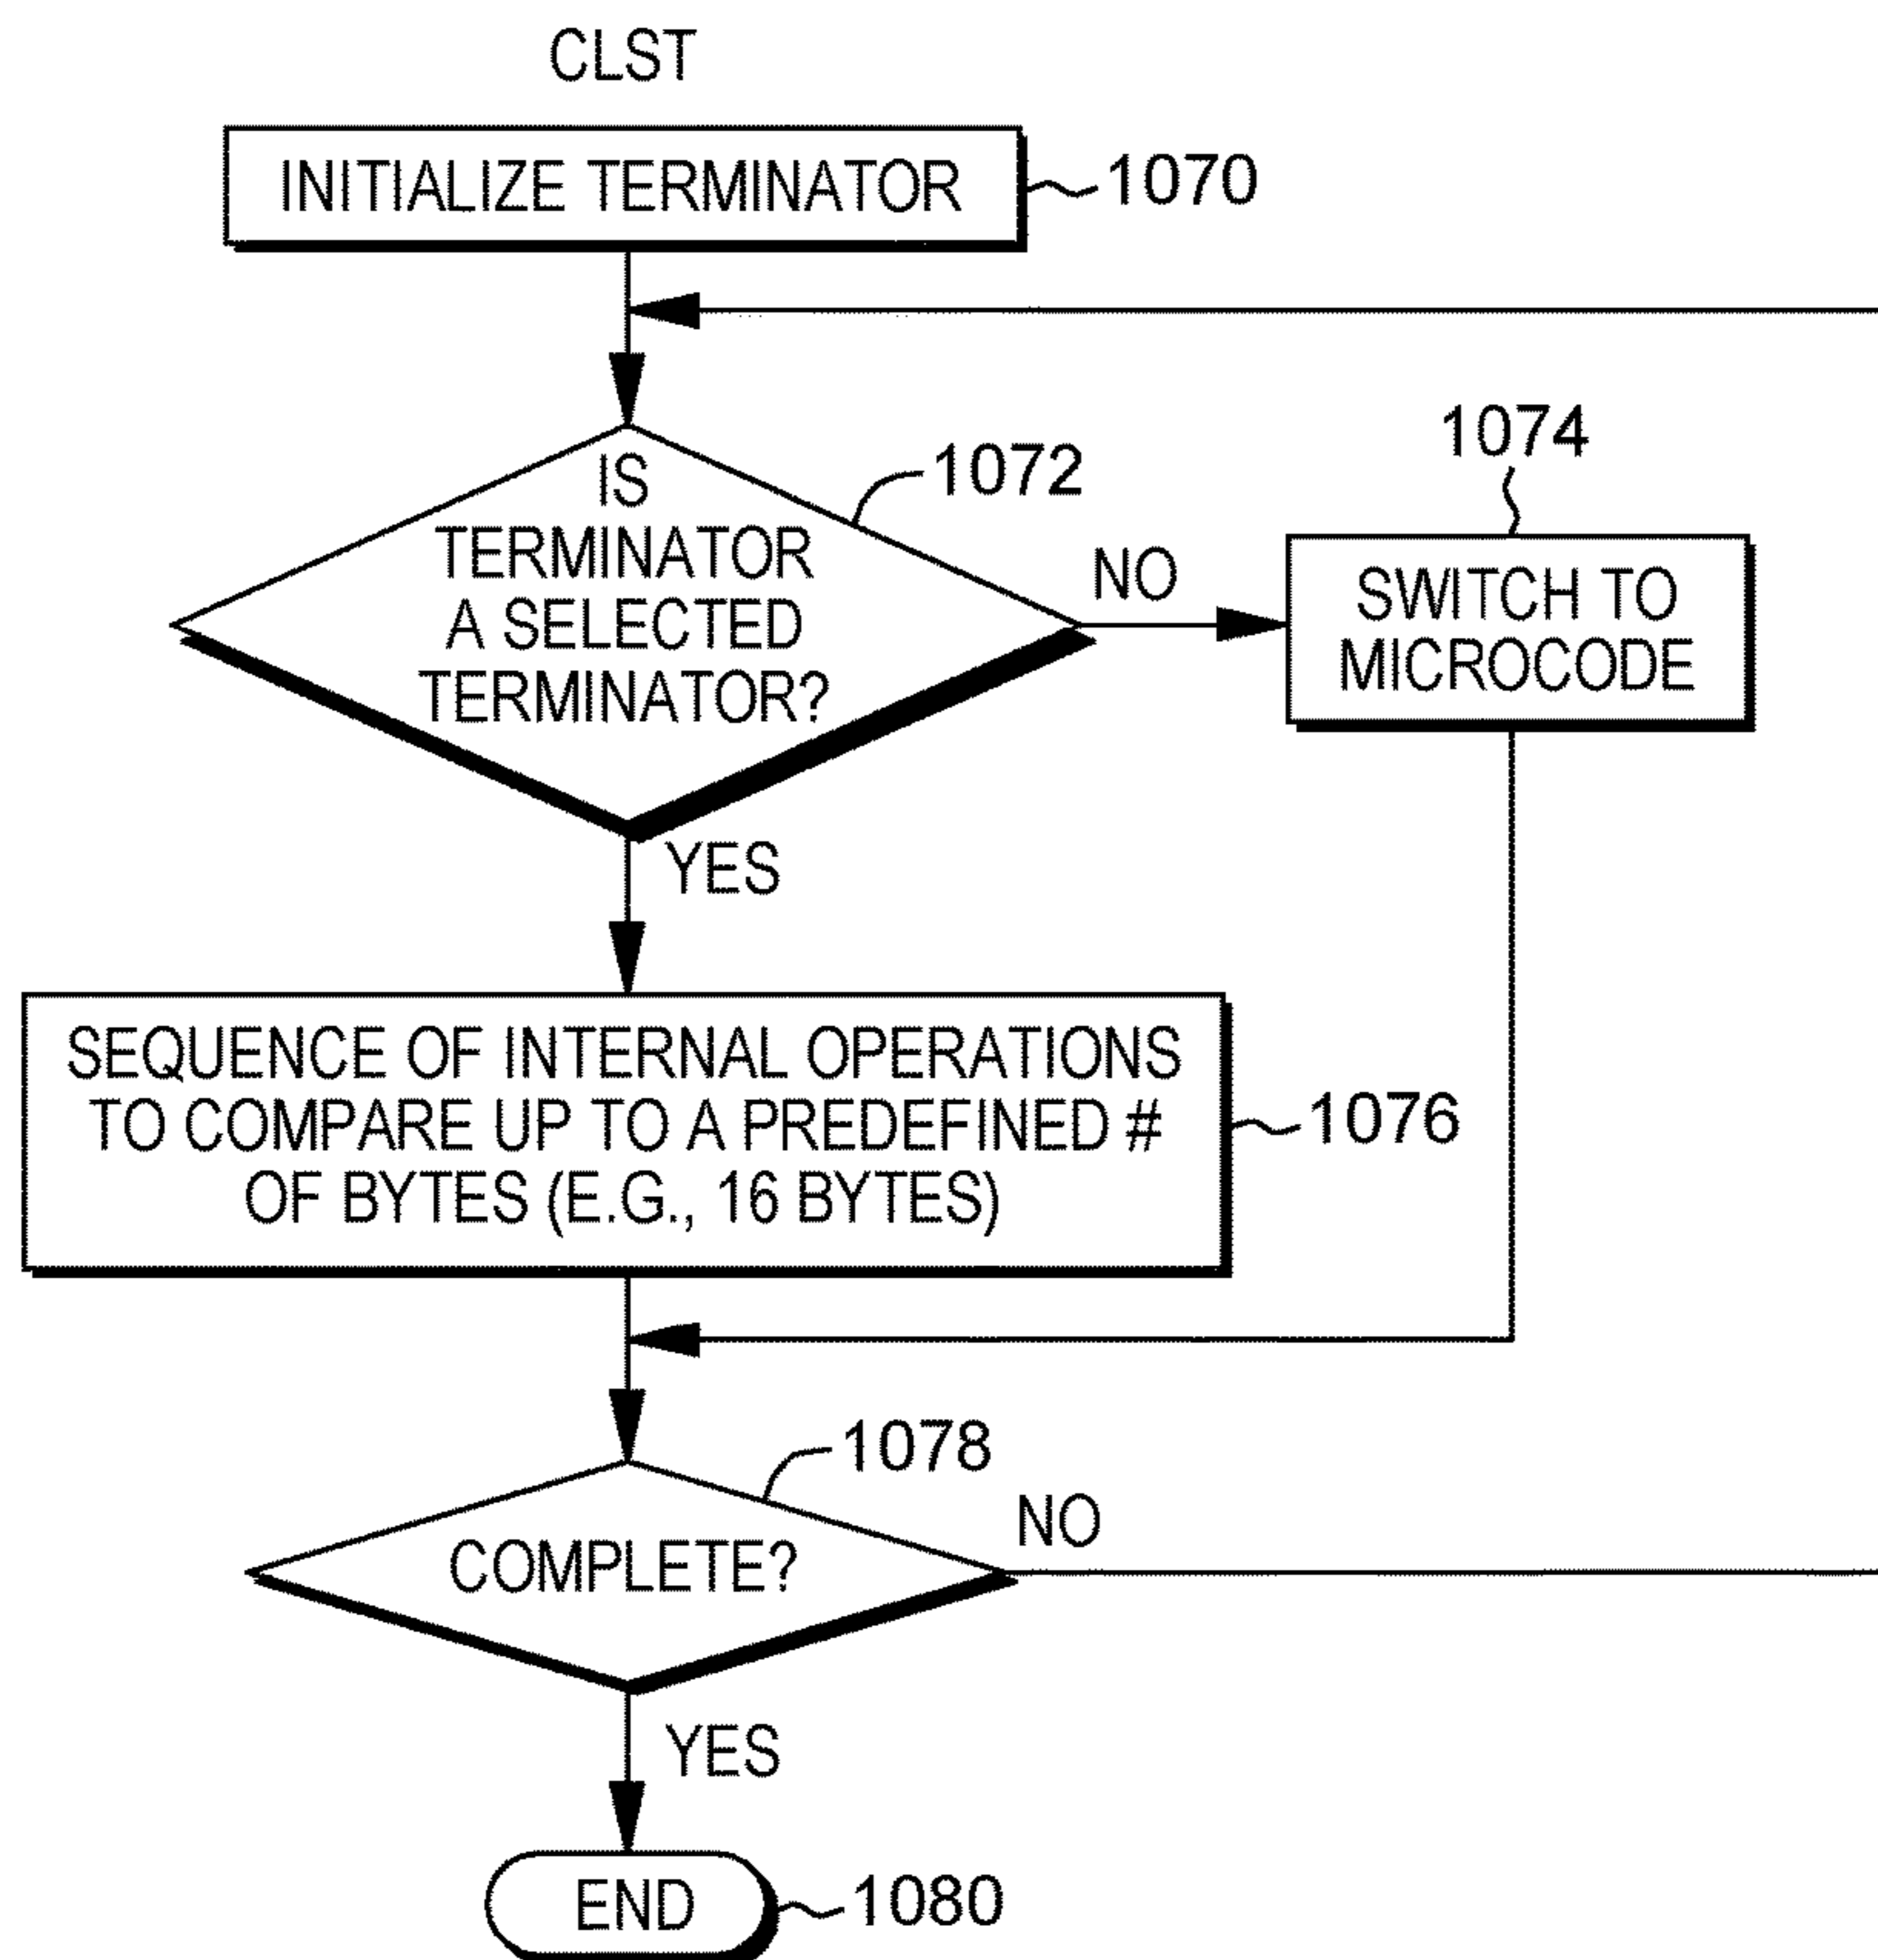 CLST
INITIALIZE TERMINATOR
1070
IS
TERMINATOR
A SELECTED
TERMINATOR?
1072
NO
1074
SWITCH TO
MICROCODE
YES
SEQUENCE OF INTERNAL OPERATIONS
TO COMPARE UP TO A PREDEFINED #
OF BYTES (E.G., 16 BYTES)
1076
1078
COMPLETE?
NO
YES
END
1080